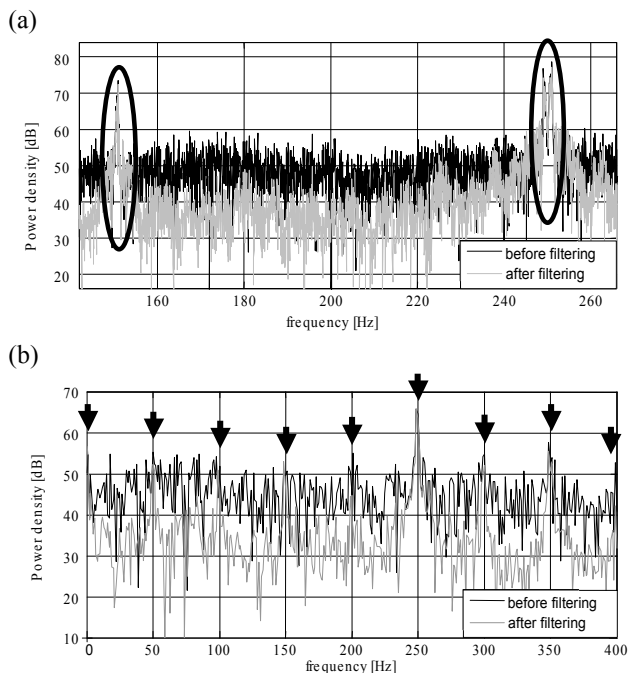 (a)
Power density [dB]
80
70
60
50
40
30
20
160 180 200 220 240 260
frequency [Hz]
before filtering
after filtering
(b)
Power density [dB]
70
60
50
40
30
20
10
0 50 100 150 200 250 300 350 400
frequency [Hz]
before filtering
after filtering